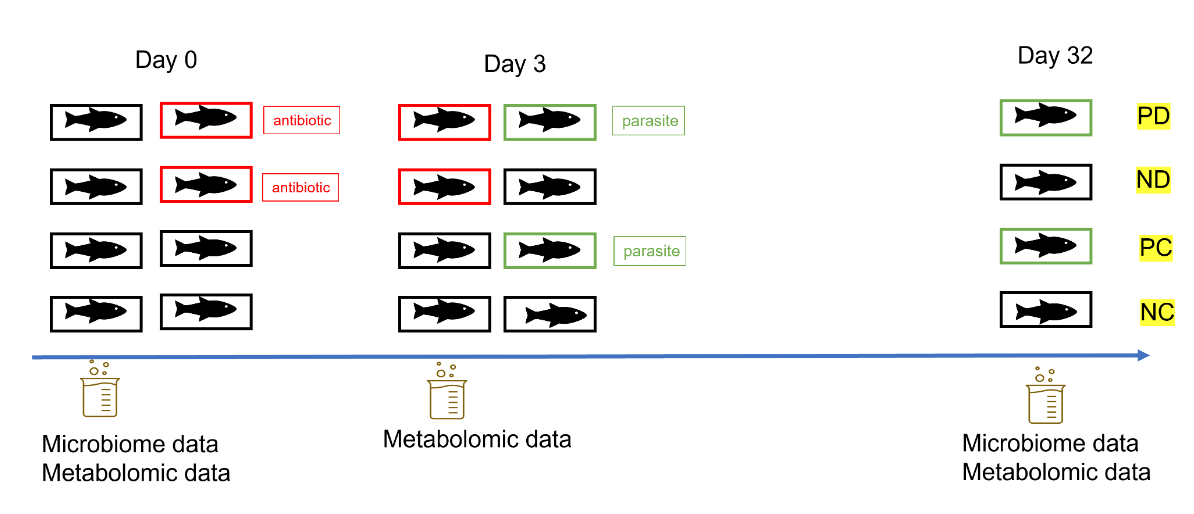 Day 0
Day 3
Day 32
antibiotic
parasite
PD
antibiotic
ND
parasite
PC
NC
Microbiome data
Metabolomic data
Metabolomic data
Microbiome data
Metabolomic data